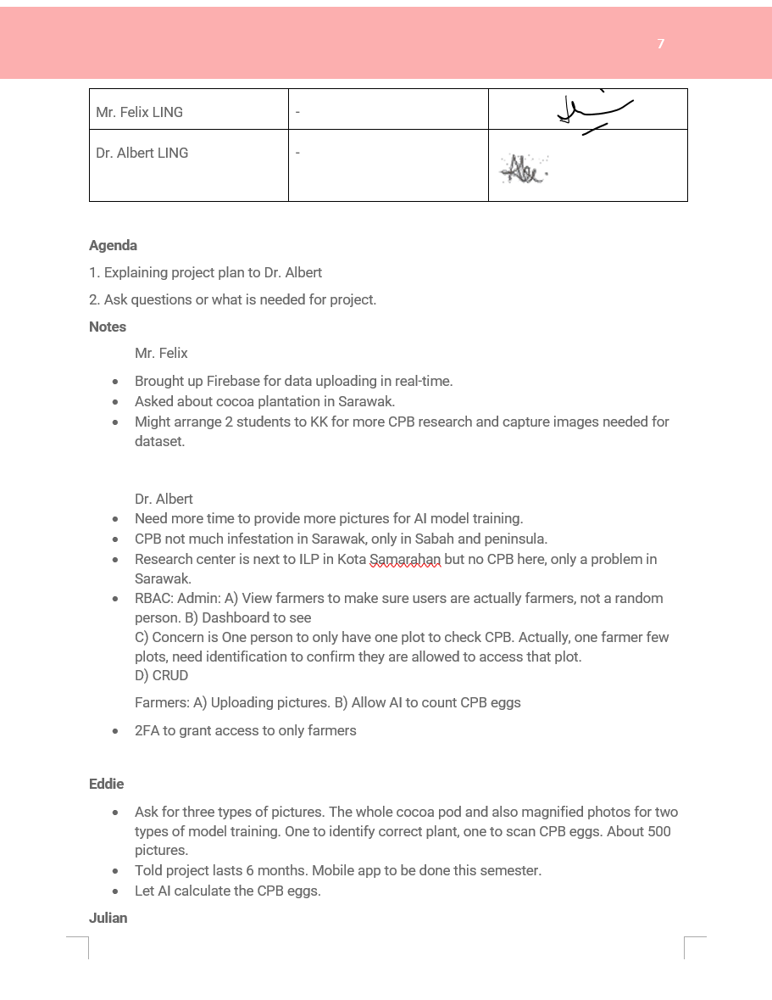 7
Mr. Felix LING -
Dr. Albert LING -
Agenda
1. Explaining project plan to Dr. Albert
2. Ask questions or what is needed for project.
Notes
Mr. Felix
• Brought up Firebase for data uploading in real-time.
• Asked about cocoa plantation in Sarawak.
• Might arrange 2 students to KK for more CPB research and capture images needed for
dataset.
Dr. Albert
• Need more time to provide more pictures for AI model training.
• CPB not much infestation in Sarawak, only in Sabah and peninsula.
• Research center is next to ILP in Kota Samarahan but no CPB here, only a problem in
Sarawak.
• RBAC: Admin: A) View farmers to make sure users are actually farmers, not a random
person. B) Dashboard to see
C) Concern is One person to only have one plot to check CPB. Actually, one farmer few
plots, need identification to confirm they are allowed to access that plot.
D) CRUD
Farmers: A) Uploading pictures. B) Allow AI to count CPB eggs
• 2FA to grant access to only farmers
Eddie
• Ask for three types of pictures. The whole cocoa pod and also magnified photos for two
types of model training. One to identify correct plant, one to scan CPB eggs. About 500
pictures.
• Told project lasts 6 months. Mobile app to be done this semester.
• Let AI calculate the CPB eggs.
Julian